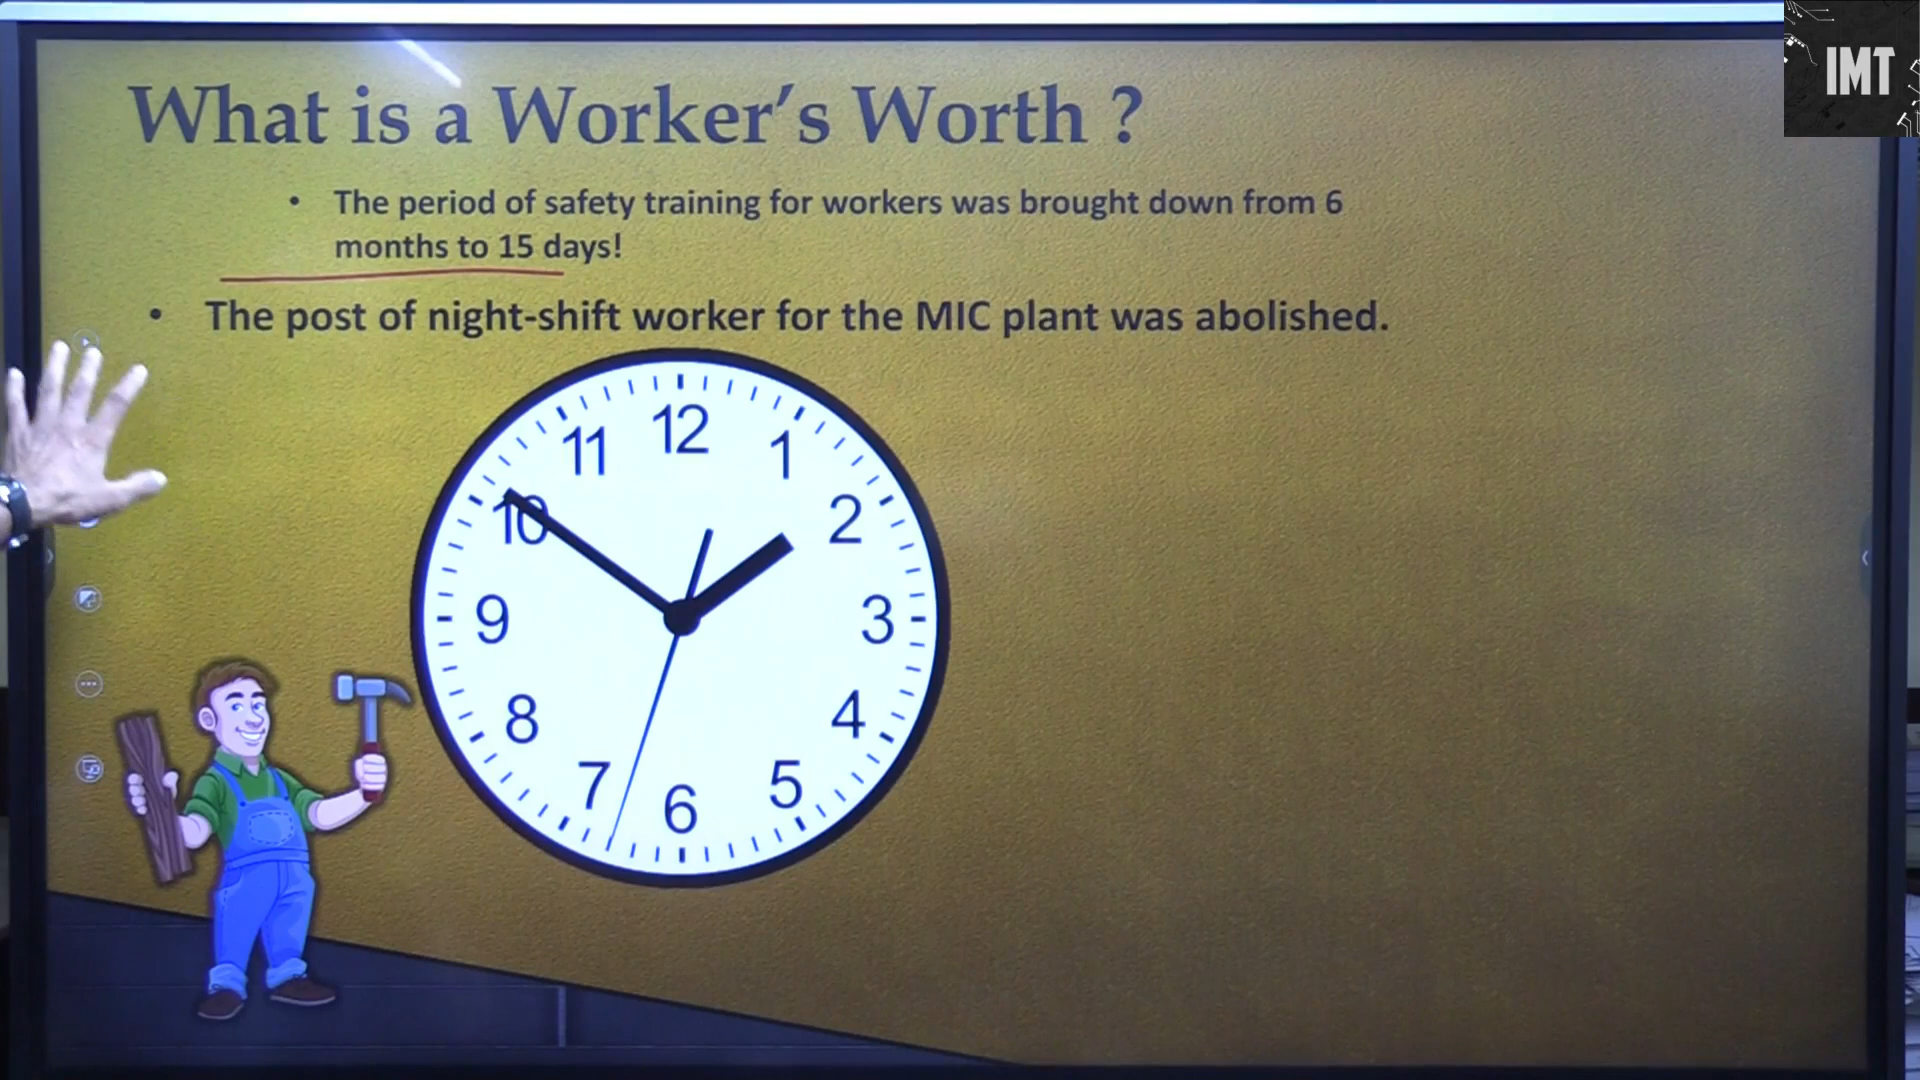 IMT
What is a Worker's Worth ?
• The period of safety training for workers was brought down from 6
months to 15 days!
• The post of night-shift worker for the MIC plant was abolished.
12
1
2
3
4
5
6
7
8
9
10
11